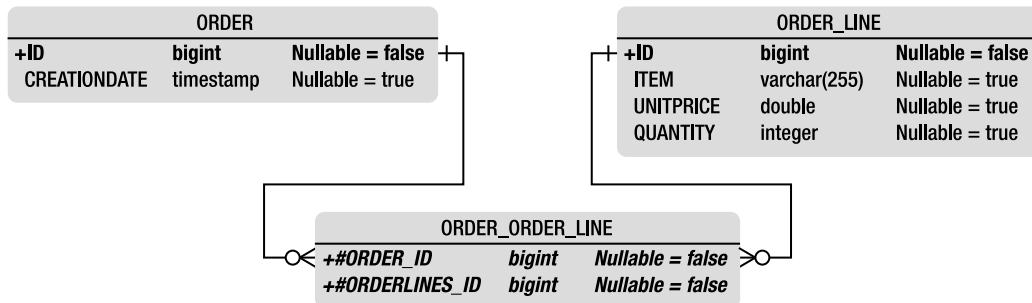 ORDER
+ID bigint Nullable = false
CREATIONDATE timestamp Nullable = true
ORDER_LINE
+ID bigint Nullable = false
ITEM varchar(255) Nullable = true
UNITPRICE double Nullable = true
QUANTITY integer Nullable = true
ORDER_ORDER_LINE
+#ORDER_ID bigint Nullable = false
+#ORDERLINES_ID bigint Nullable = false